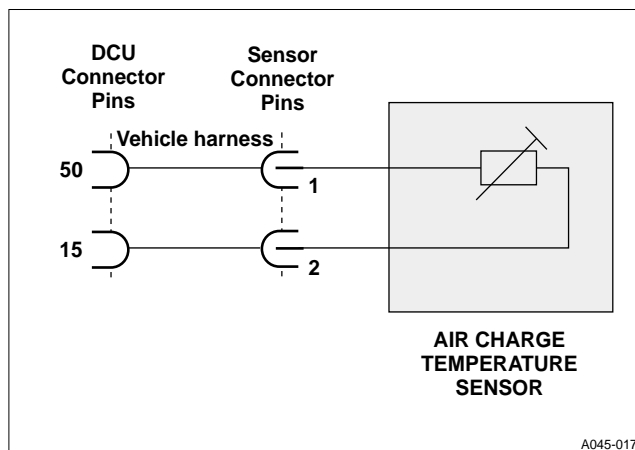 DCU
Connector
Pins
Sensor
Connector
Pins
Vehicle harness
50
1
15
2
AIR CHARGE
TEMPERATURE
SENSOR
A045-017